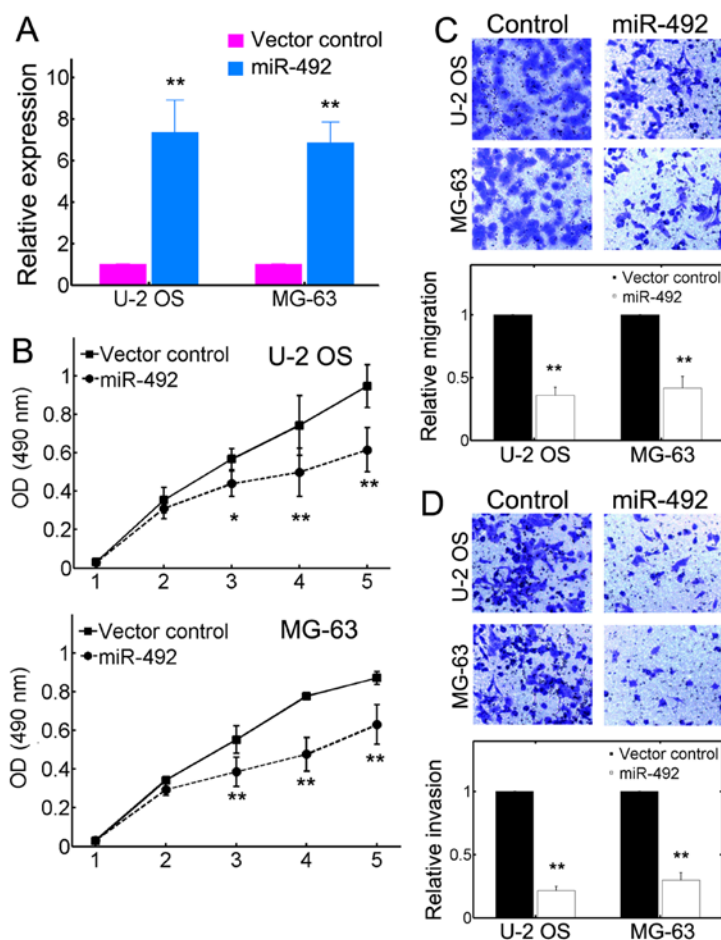 A
Vector control
miR-492
Relative expression
10
8
6
4
2
0
**
**
U-2 OS
MG-63
B
Vector control
miR-492
U-2 OS
OD (490 nm)
1
0.8
0.6
0.4
0.2
0
*
**
**
1 2 3 4 5
Vector control
miR-492
MG-63
OD (490 nm)
1
0.8
0.6
0.4
0.2
0
**
**
**
1 2 3 4 5
C
Control
miR-492
U-2 OS
MG-63
Vector control
miR-492
Relative migration
1
0.5
0
**
**
U-2 OS
MG-63
D
Control
miR-492
U-2 OS
MG-63
Vector control
miR-492
Relative invasion
1
0.5
0
**
**
U-2 OS
MG-63